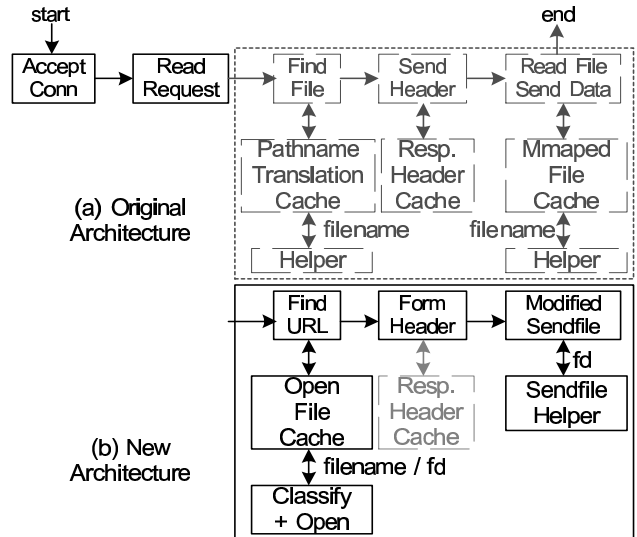 start
end
Accept
Conn
Read
Request
Find
File
Send
Header
Read File
Send Data
Pathname
Translation
Cache
Resp.
Header
Cache
Mmaped
File
Cache
(a) Original
Architecture
filename
filename
Helper
Helper
Find
URL
Form
Header
Modified
Sendfile
fd
Open
File
Cache
Resp.
Header
Cache
Sendfile
Helper
(b) New
Architecture
filename / fd
Classify
+ Open